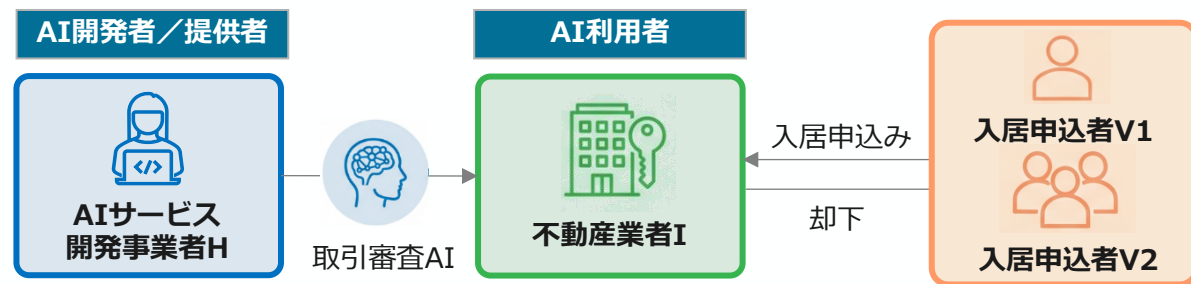 AI開発者／提供者
AI利用者
</>
AIサービス
開発事業者H
取引審査AI
不動産業者I
入居申込み
却下
入居申込者V1
入居申込者V2